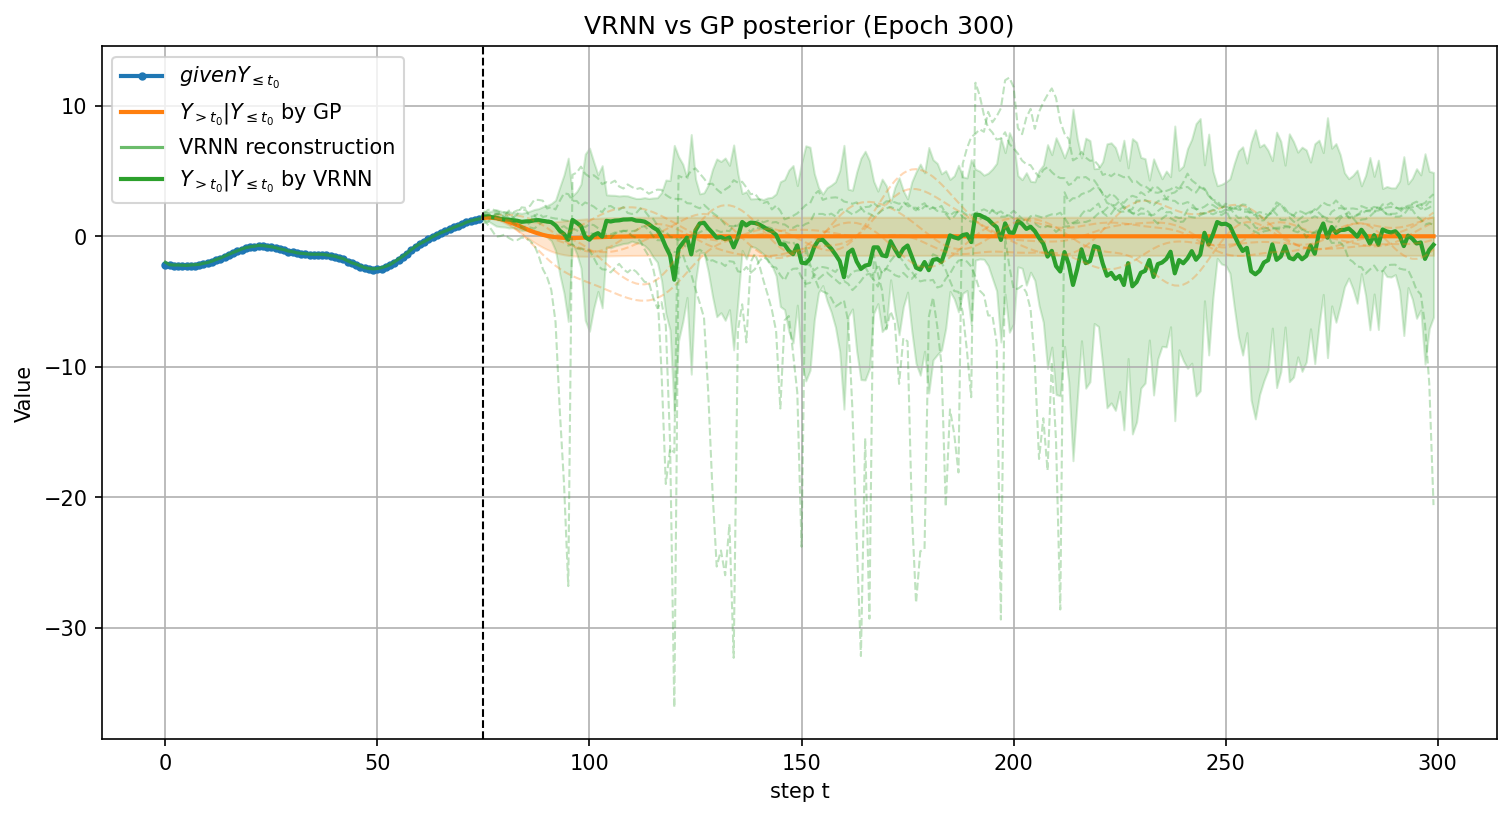 VRNN vs GP posterior (Epoch 300)
givenY≤t₀
Y>t₀|Y≤t₀ by GP
VRNN reconstruction
Y>t₀|Y≤t₀ by VRNN
Value
10
0
−10
−20
−30
0 50 100 150 200 250 300
step t